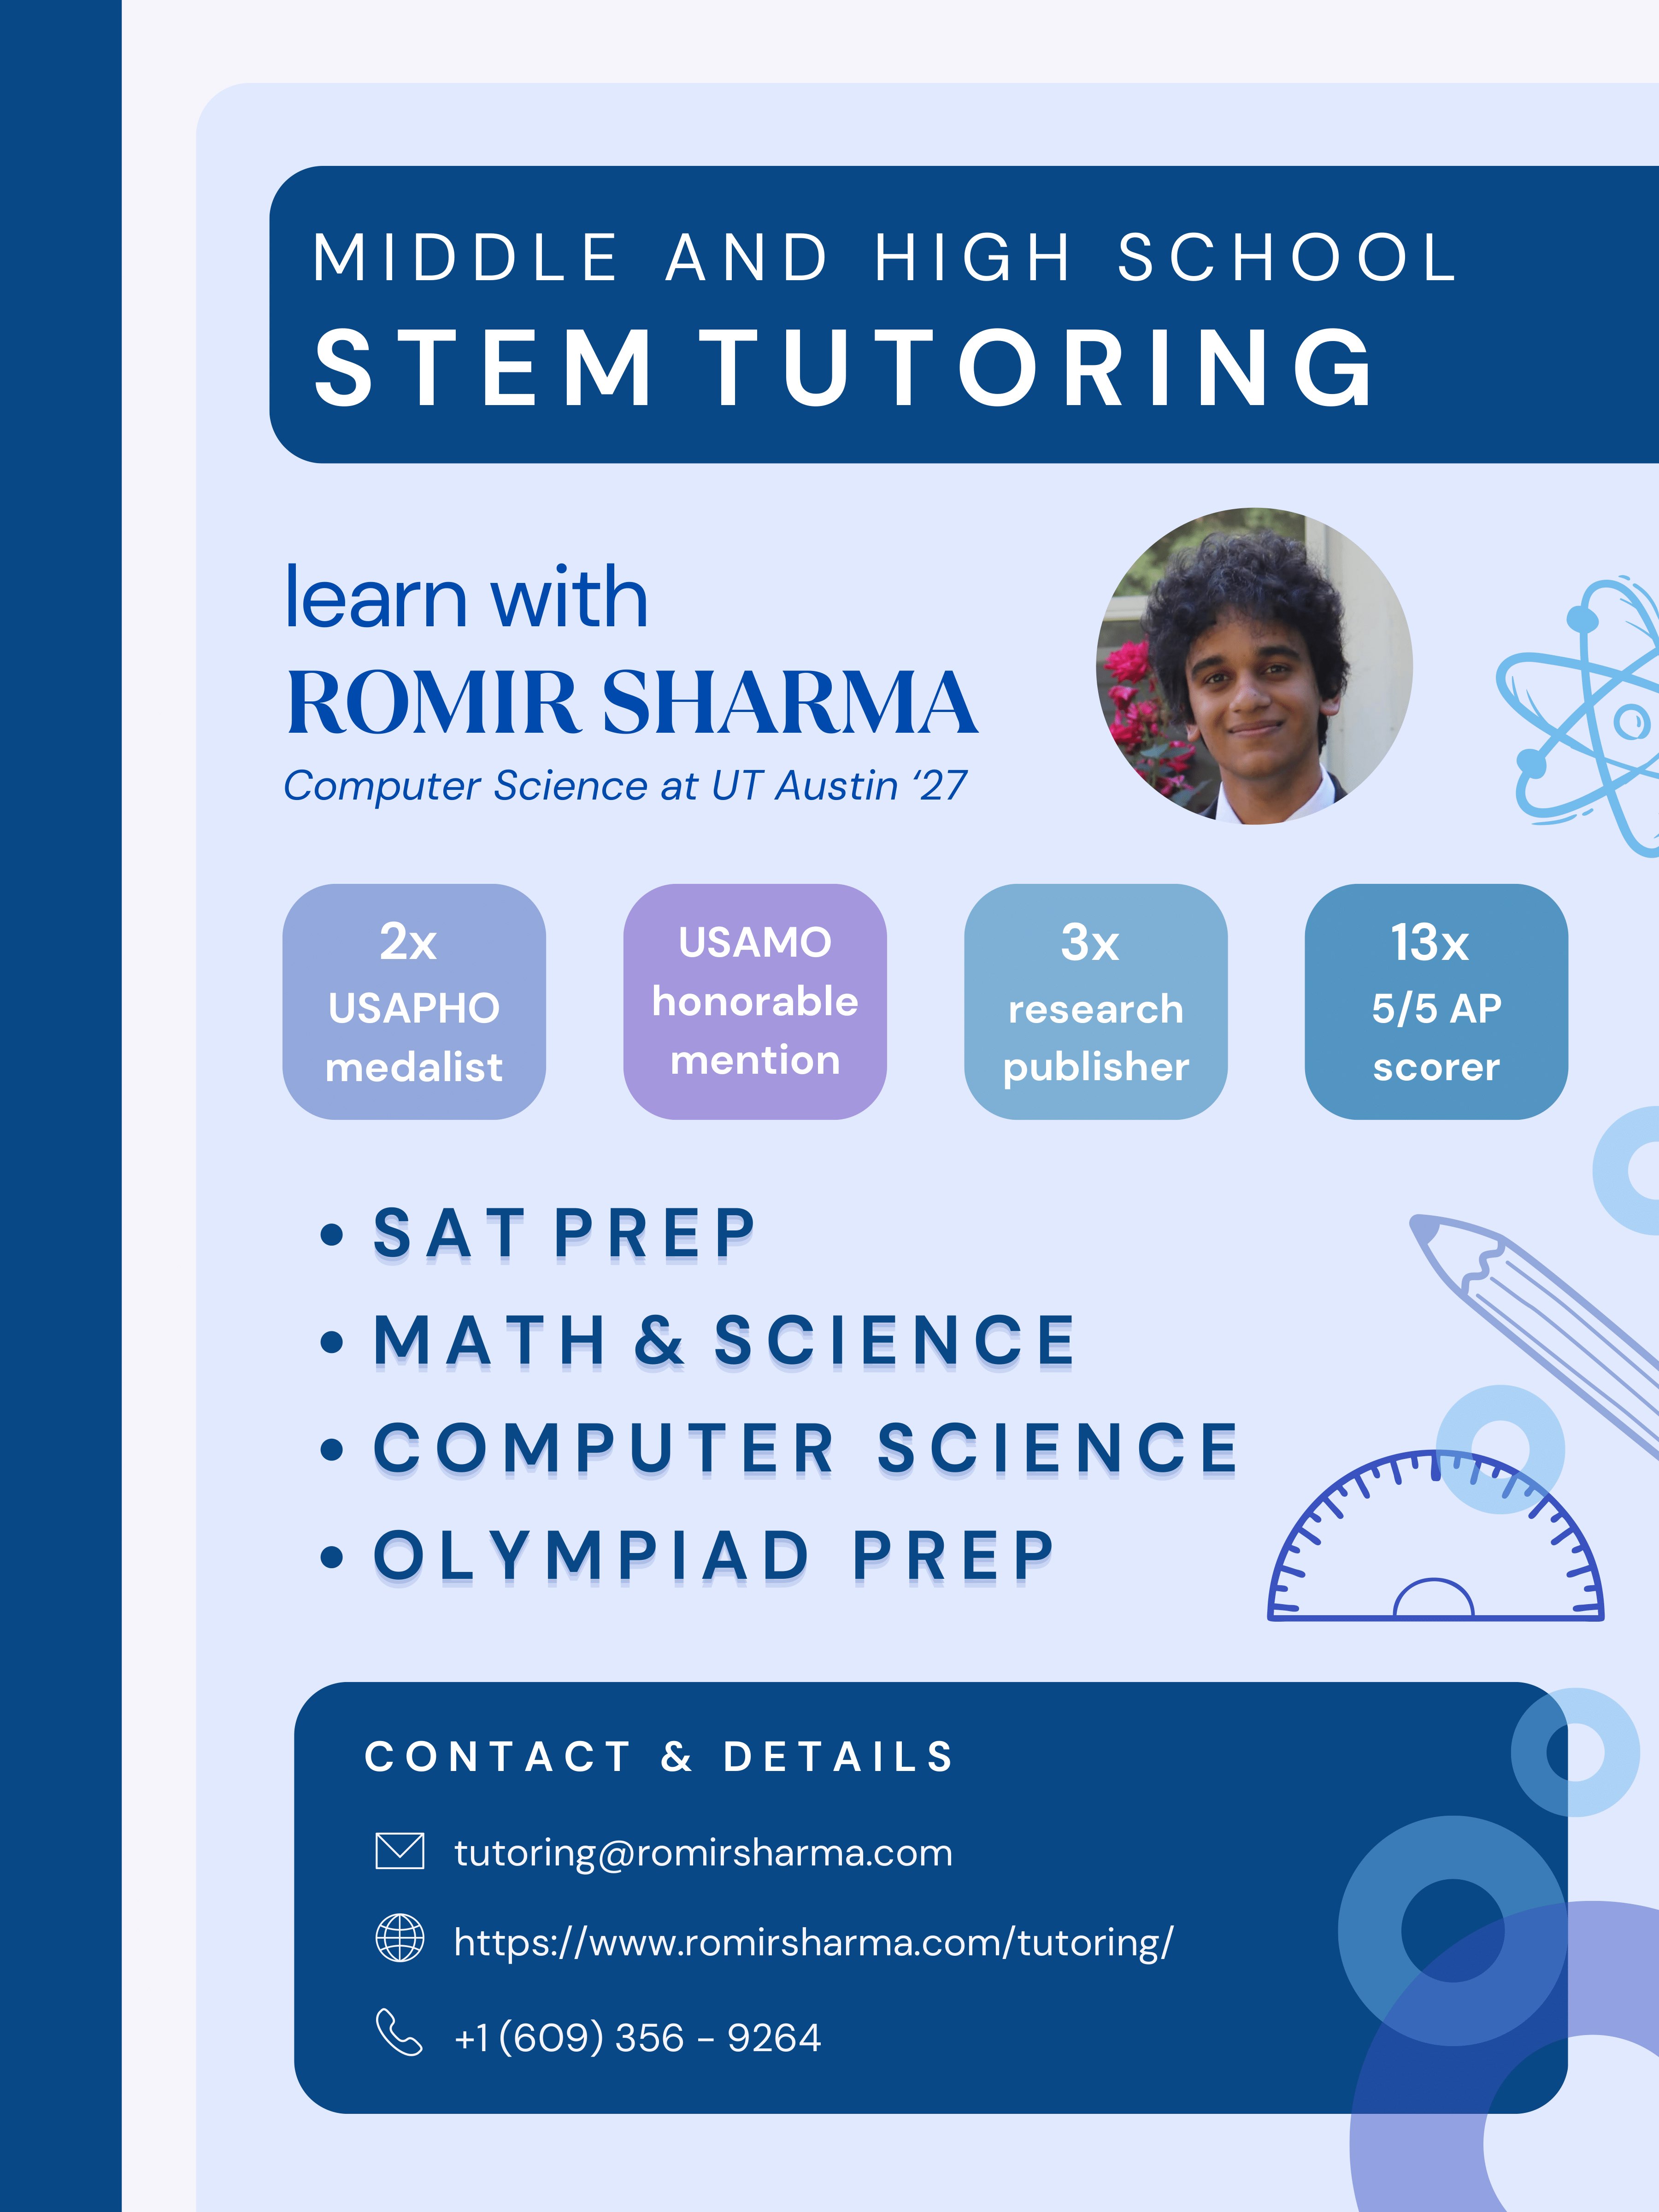 MIDDLE AND HIGH SCHOOL
STEM TUTORING
learn with
ROMIR SHARMA
Computer Science at UT Austin ‘27
2x
USAPHO
medalist
USAMO
honorable
mention
3x
research
publisher
13x
5/5 AP
scorer
• SAT PREP
• MATH & SCIENCE
• COMPUTER SCIENCE
• OLYMPIAD PREP
CONTACT & DETAILS
tutoring@romirsharma.com
https://www.romirsharma.com/tutoring/
+1 (609) 356 - 9264